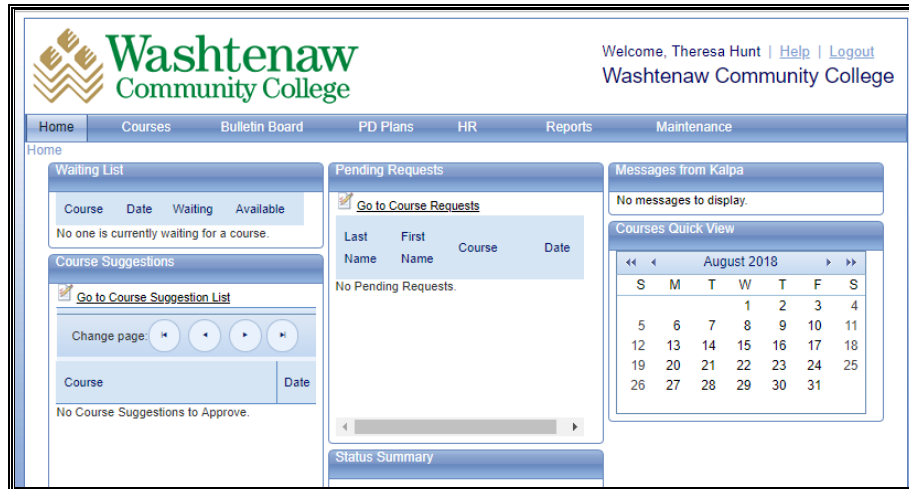 Washtenaw
Community College
Welcome, Theresa Hunt | Help | Logout
Washtenaw Community College
Home Courses Bulletin Board PD Plans HR Reports Maintenance
Home
Waiting List
Course Date Waiting Available
No one is currently waiting for a course.
Course Suggestions
Go to Course Suggestion List
Change page:
Course Date
No Course Suggestions to Approve.
Pending Requests
Go to Course Requests
Last Name First Name Course Date
No Pending Requests.
Status Summary
Messages from Kalpa
No messages to display.
Courses Quick View
August 2018
S M T W T F S
1 2 3 4
5 6 7 8 9 10 11
12 13 14 15 16 17 18
19 20 21 22 23 24 25
26 27 28 29 30 31